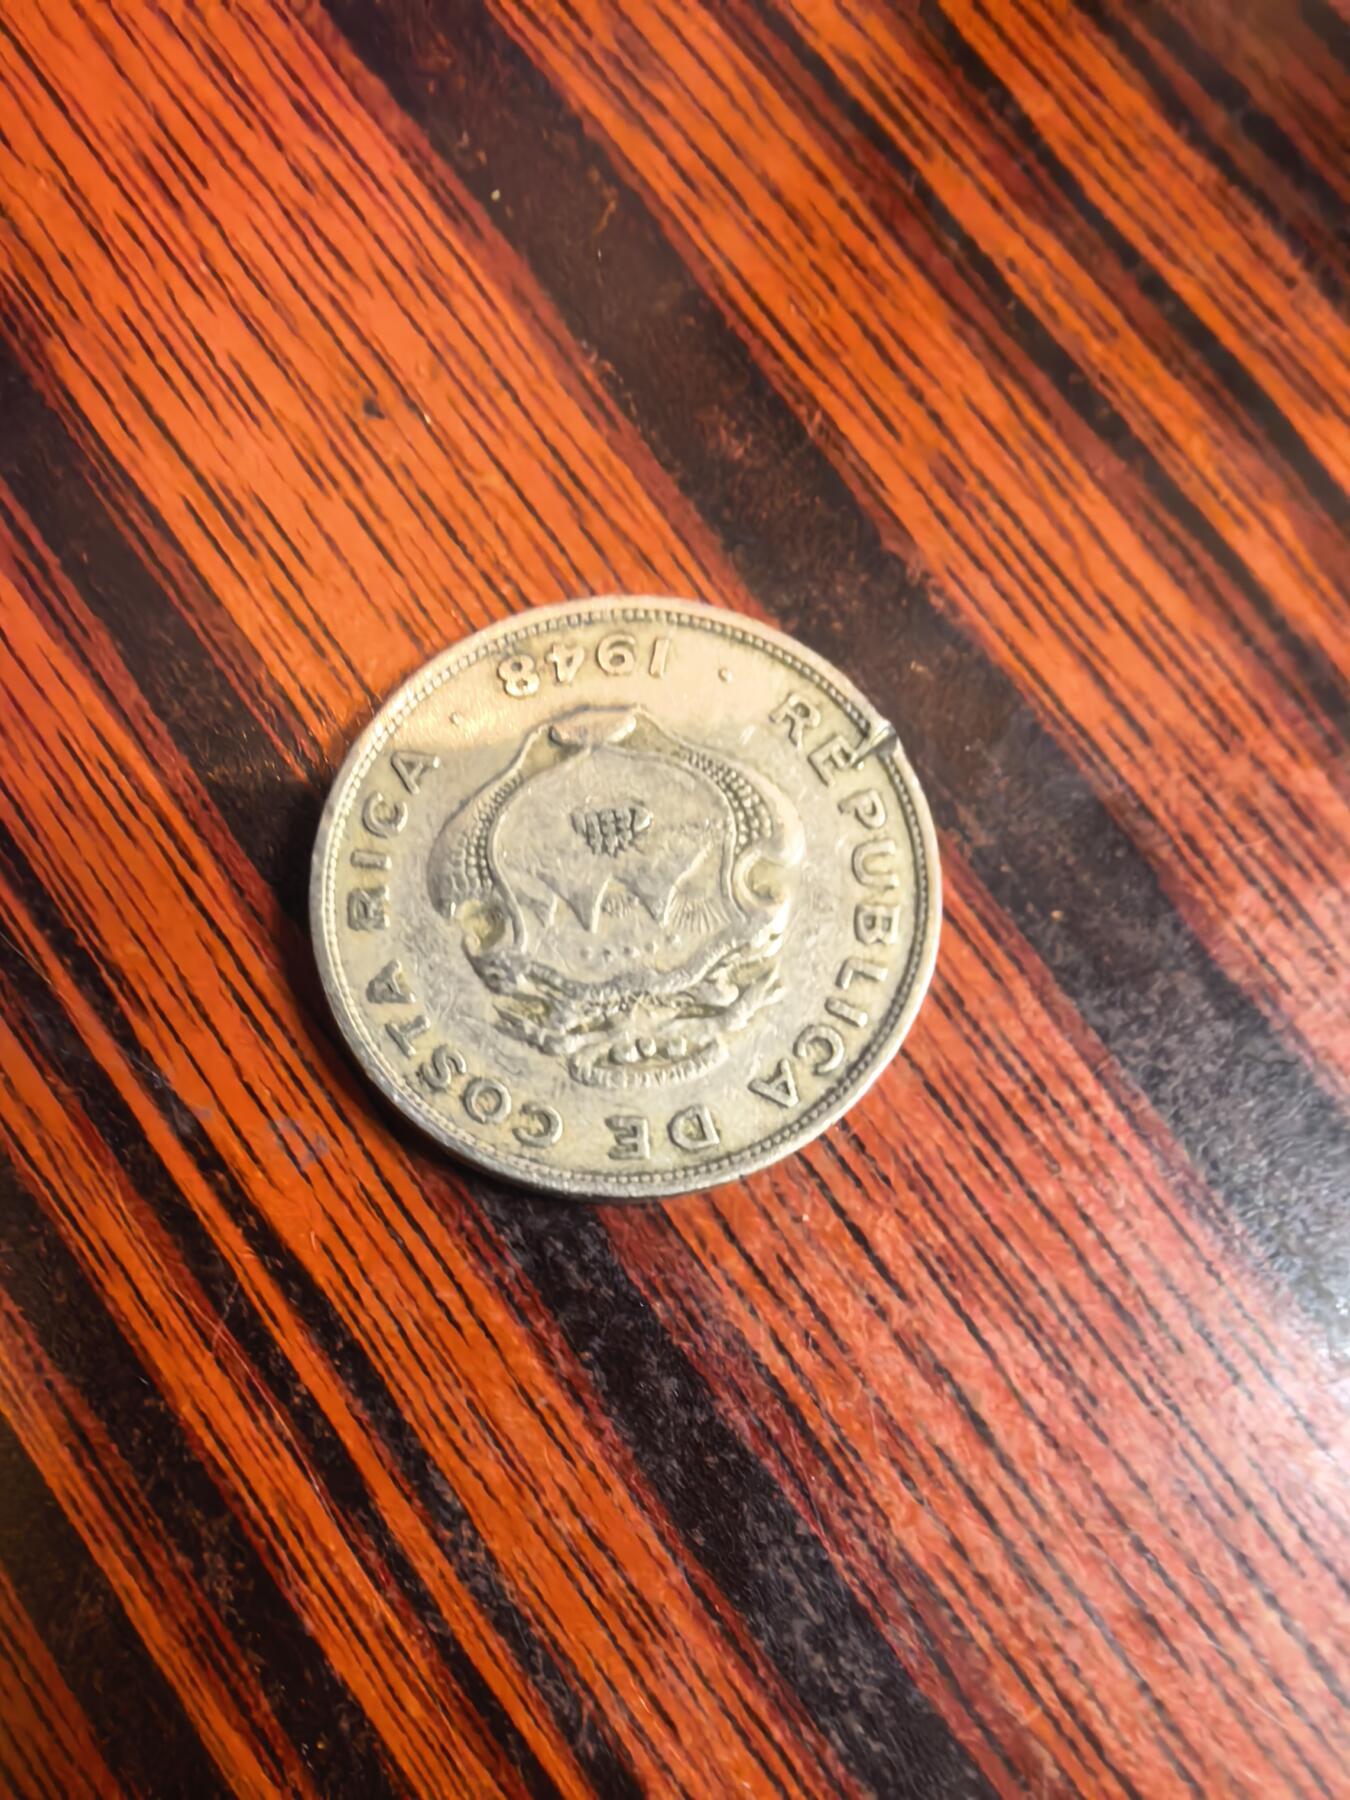 REPUBLICA DE COSTA RICA
· 1948 ·